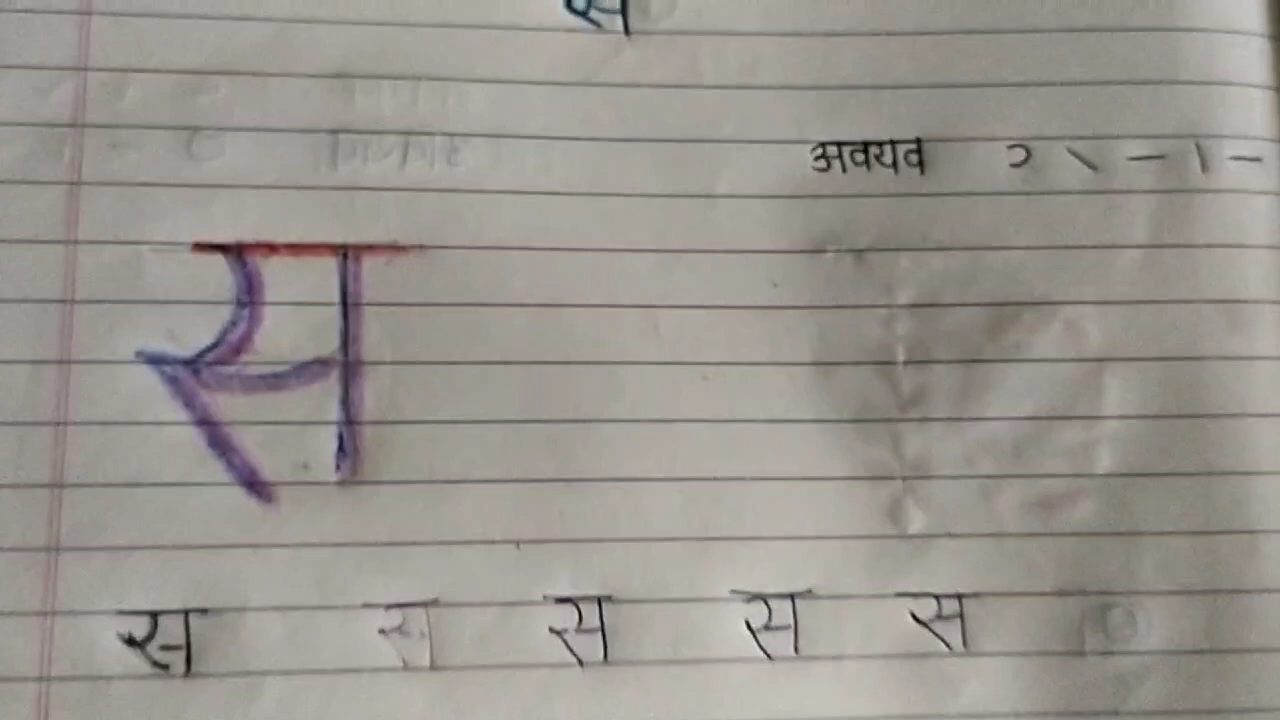 स
अवयव ɔ \ – । –
स
स स स स स